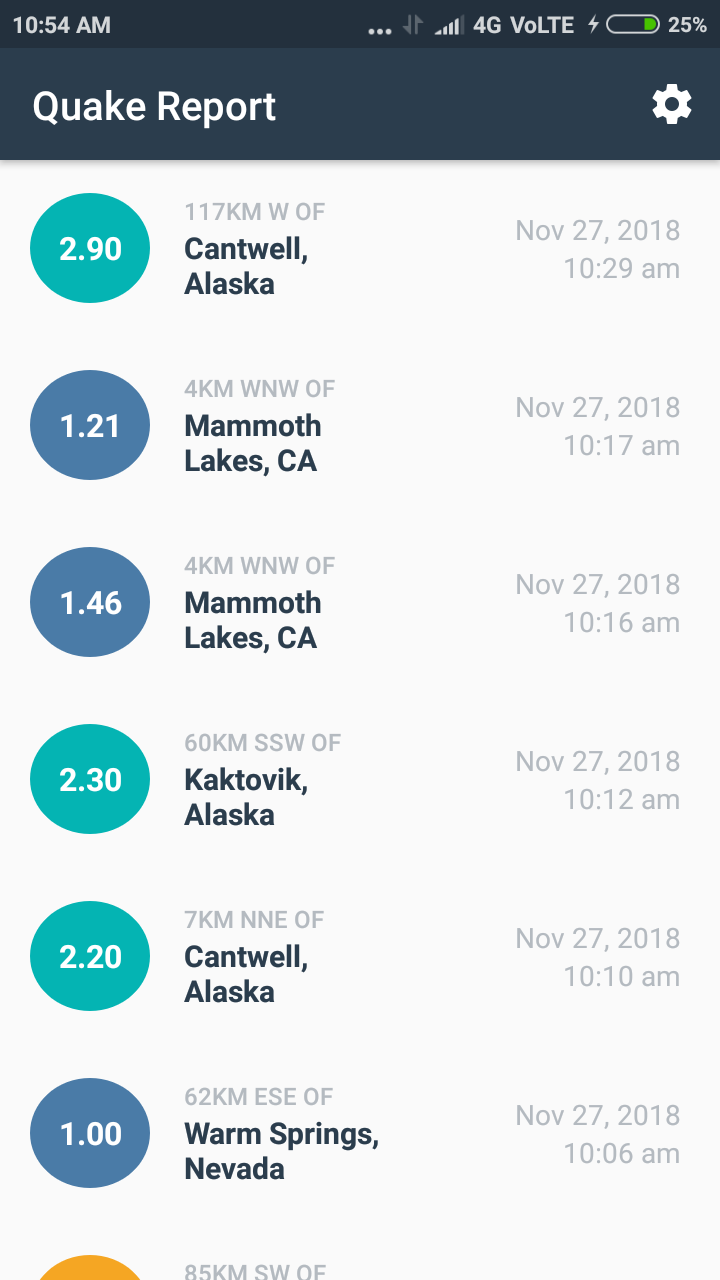 10:54 AM ... 4G VoLTE 25%
Quake Report
2.90
117KM W OF
Cantwell,
Alaska
Nov 27, 2018
10:29 am
1.21
4KM WNW OF
Mammoth
Lakes, CA
Nov 27, 2018
10:17 am
1.46
4KM WNW OF
Mammoth
Lakes, CA
Nov 27, 2018
10:16 am
2.30
60KM SSW OF
Kaktovik,
Alaska
Nov 27, 2018
10:12 am
2.20
7KM NNE OF
Cantwell,
Alaska
Nov 27, 2018
10:10 am
1.00
62KM ESE OF
Warm Springs,
Nevada
Nov 27, 2018
10:06 am
85KM SW OF